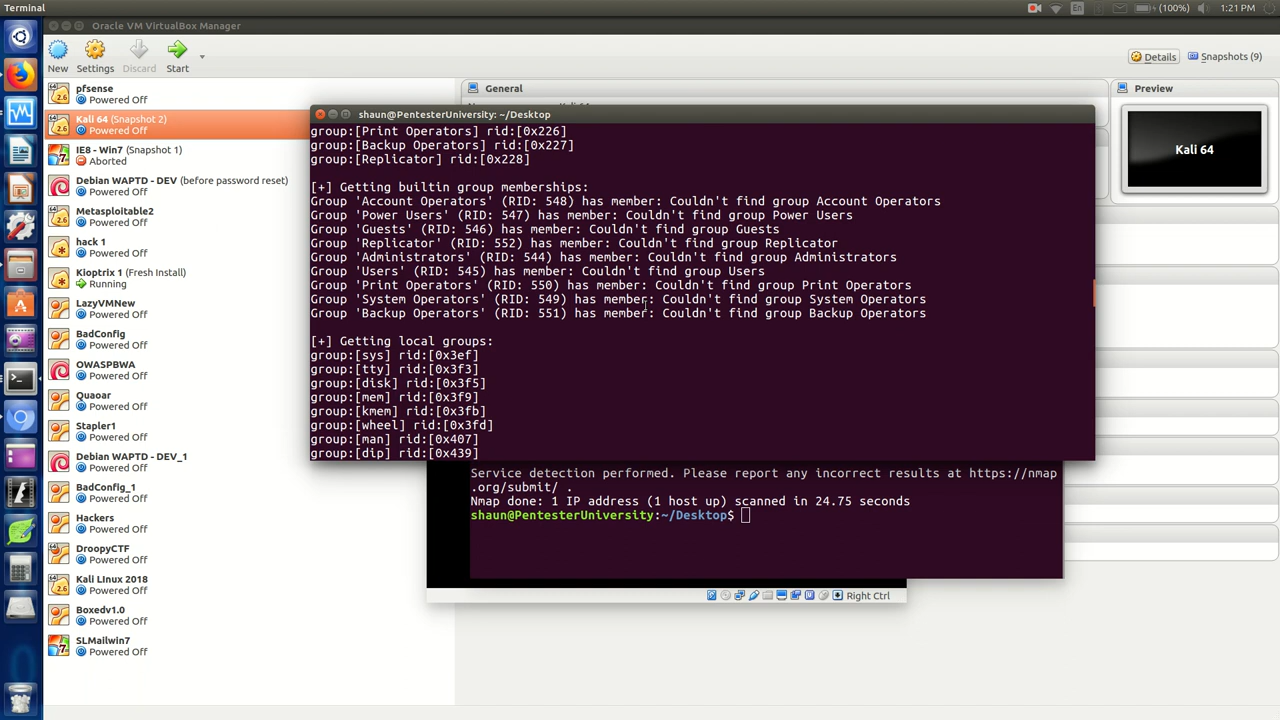 Terminal
En
(100%)
1:21 PM
Oracle VM VirtualBox Manager
New
Settings
Discard
Start
Details
Snapshots (9)
pfsense
Powered Off
Kali 64 (Snapshot 2)
Powered Off
IE8 - Win7 (Snapshot 1)
Aborted
Debian WAPTD - DEV (before password reset)
Powered Off
Metasploitable2
Powered Off
hack 1
Powered Off
Kioptrix 1 (Fresh Install)
Running
LazyVMNew
Powered Off
BadConfig
Powered Off
OWASPBWA
Powered Off
Quaoar
Powered Off
Stapler1
Powered Off
Debian WAPTD - DEV_1
Powered Off
BadConfig_1
Powered Off
Hackers
Powered Off
DroopyCTF
Powered Off
Kali LInux 2018
Powered Off
Boxedv1.0
Powered Off
SLMailwin7
Powered Off
General
Preview
Kali 64
shaun@PentesterUniversity: ~/Desktop
group:[Print Operators] rid:[0x226]
group:[Backup Operators] rid:[0x227]
group:[Replicator] rid:[0x228]
[+] Getting builtin group memberships:
Group 'Account Operators' (RID: 548) has member: Couldn't find group Account Operators
Group 'Power Users' (RID: 547) has member: Couldn't find group Power Users
Group 'Guests' (RID: 546) has member: Couldn't find group Guests
Group 'Replicator' (RID: 552) has member: Couldn't find group Replicator
Group 'Administrators' (RID: 544) has member: Couldn't find group Administrators
Group 'Users' (RID: 545) has member: Couldn't find group Users
Group 'Print Operators' (RID: 550) has member: Couldn't find group Print Operators
Group 'System Operators' (RID: 549) has member: Couldn't find group System Operators
Group 'Backup Operators' (RID: 551) has member: Couldn't find group Backup Operators
[+] Getting local groups:
group:[sys] rid:[0x3ef]
group:[tty] rid:[0x3f3]
group:[disk] rid:[0x3f5]
group:[mem] rid:[0x3f9]
group:[kmem] rid:[0x3fb]
group:[wheel] rid:[0x3fd]
group:[man] rid:[0x407]
group:[dip] rid:[0x439]
Service detection performed. Please report any incorrect results at https://nmap
.org/submit/ .
Nmap done: 1 IP address (1 host up) scanned in 24.75 seconds
shaun@PentesterUniversity:~/Desktop$
Right Ctrl